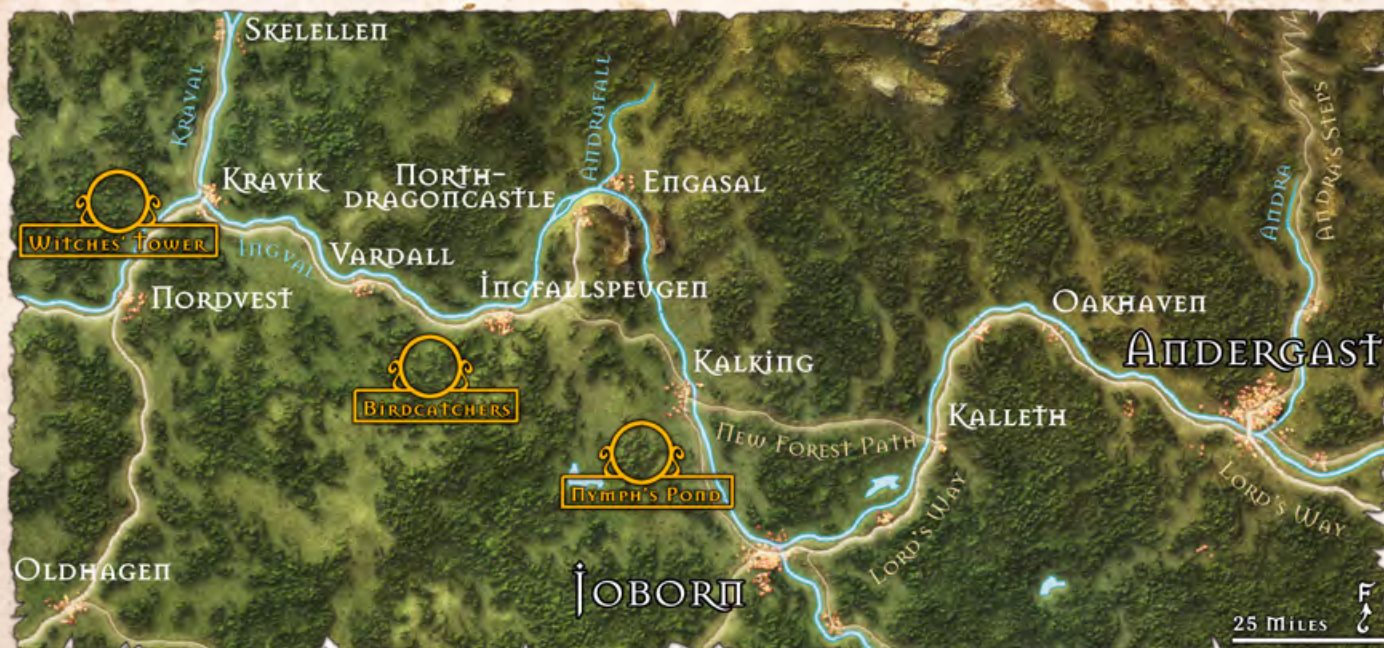 Skelellen
Kraval
Andrafall
Andra's Steps
Kravik
North-
dragoncastle
Engasal
Andra
Witches' Tower
Ingval
Vardall
Nordvest
Ingfallspeugen
Oakhaven
Andergast
Kalking
Birdcatchers
Kalleth
New Forest Path
Nymph's Pond
Lord's Way
Lord's Way
Oldhagen
Joborn
25 Miles
F